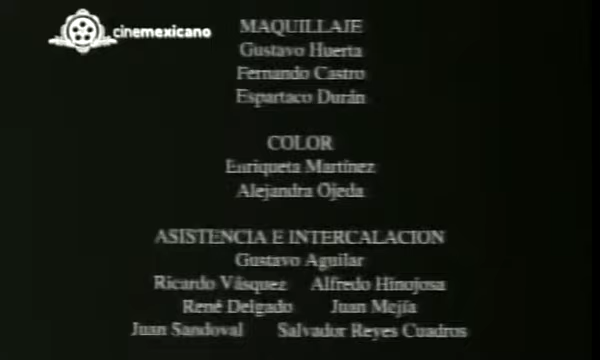 cinemexicano
MAQUILLAJE
Gustavo Huerta
Fernando Castro
Espartaco Durán
COLOR
Enriqueta Martínez
Alejandra Ojeda
ASISTENCIA E INTERCALACION
Gustavo Aguilar
Ricardo Vásquez Alfredo Hinojosa
René Delgado Juan Mejía
Juan Sandoval Salvador Reyes Cuadros